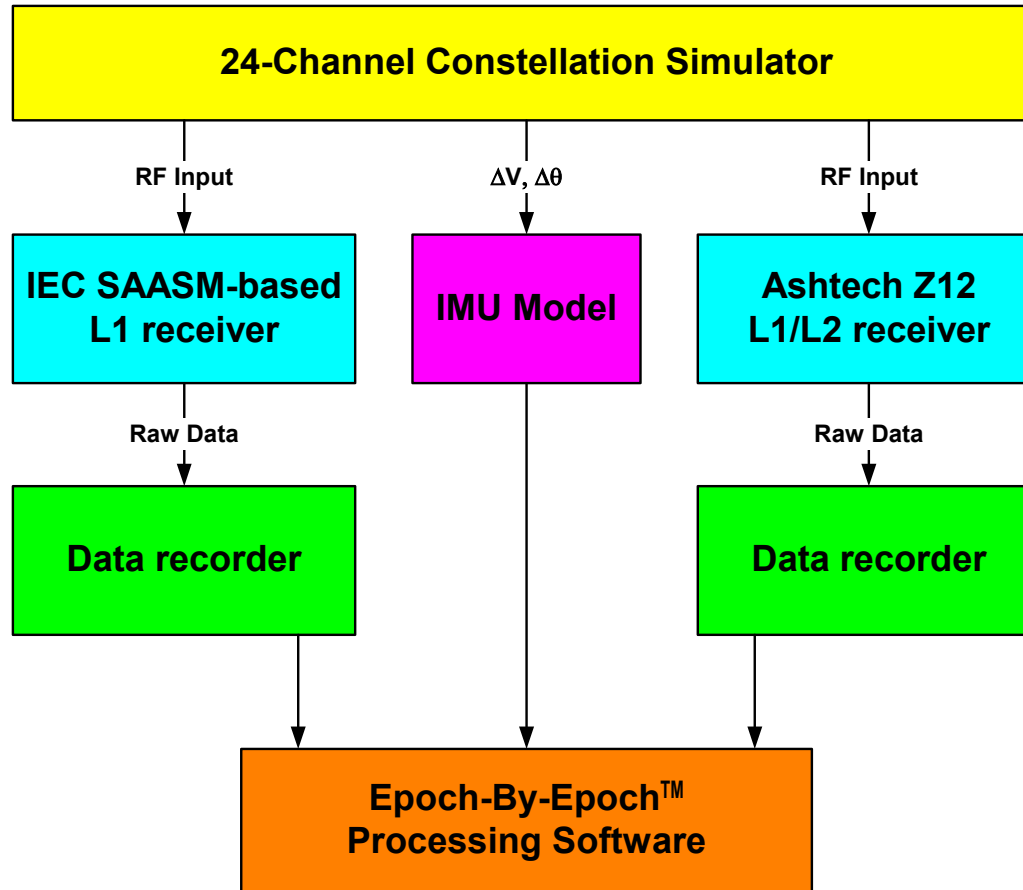 24-Channel Constellation Simulator
RF Input
ΔV, Δθ
RF Input
IEC SAASM-based
L1 receiver
IMU Model
Ashtech Z12
L1/L2 receiver
Raw Data
Raw Data
Data recorder
Data recorder
Epoch-By-Epoch™
Processing Software